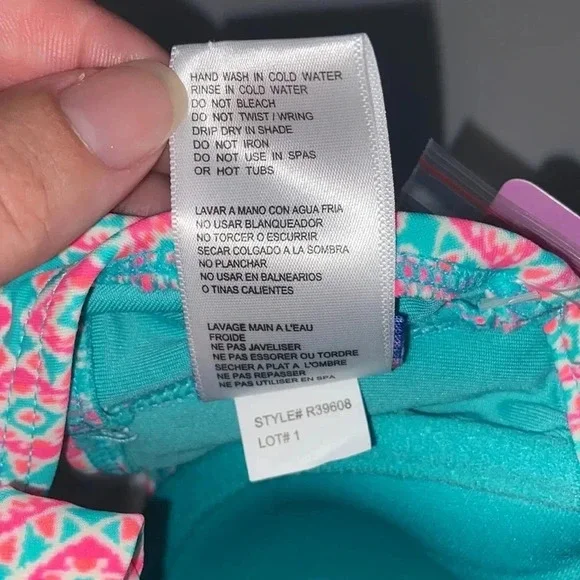 HAND WASH IN COLD WATER
RINSE IN COLD WATER
DO NOT BLEACH
DO NOT TWIST/WRING
DRIP DRY IN SHADE
DO NOT IRON
DO NOT USE IN SPAS
OR HOT TUBS
LAVAR A MANO CON AGUA FRIA
NO USAR BLANQUEADOR
NO TORCER O ESCURRIR
SECAR COLGADO A LA SOMBRA
NO PLANCHAR
NO USAR EN BALNEARIOS
O TINAS CALIENTES
LAVAGE MAIN A L'EAU
FROIDE
NE PAS JAVELISER
NE PAS ESSORER OU TORDRE
SECHER A PLAT A L'OMBRE
NE PAS REPASSER
NE PAS UTILISER EN SPA
STYLE# R39608
LOT# 1